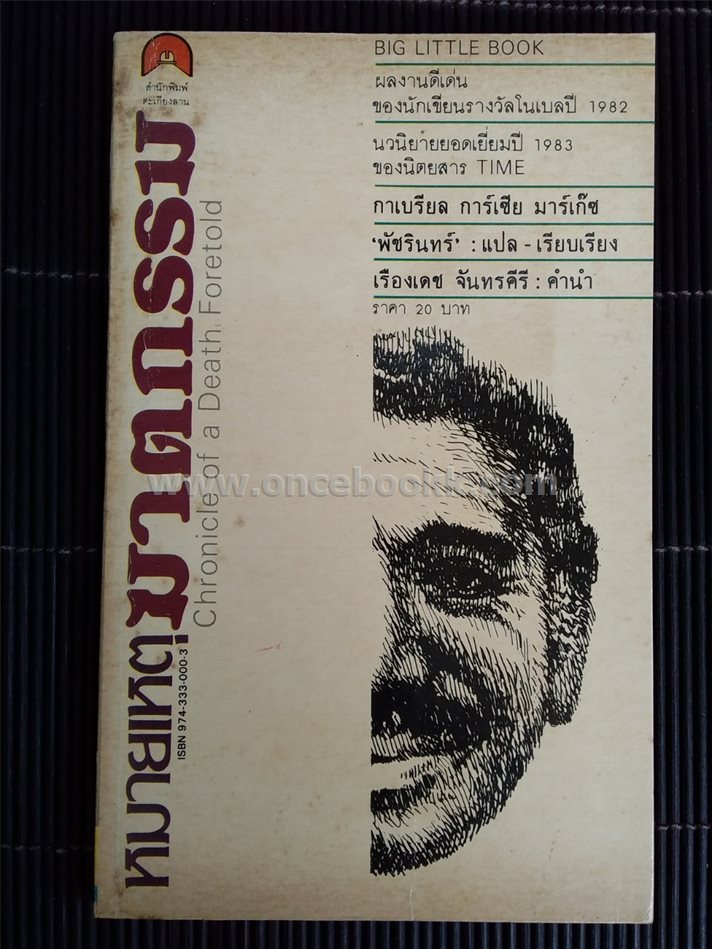 สำนักพิมพ์
ตะเกียงลาน
BIG LITTLE BOOK
ผลงานดีเด่น
ของนักเขียนรางวัลโนเบลปี 1982
นวนิยายยอดเยี่ยมปี 1983
ของนิตยสาร TIME
กาเบรียล การ์เซีย มาร์เก๊ซ
‘พัชรินทร์’ : แปล - เรียบเรียง
เรืองเดช จันทรคีรี : คำนำ
ราคา 20 บาท
หมายเหตุฆาตกรรม
Chronicle of a Death Foretold
ISBN 974-333-000-3
www.oncebookk.com